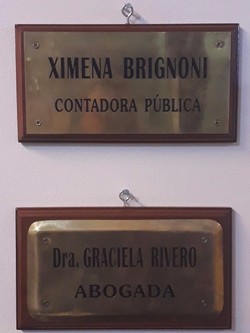 XIMENA BRIGNONI
CONTADORA PÚBLICA
Dra. GRACIELA RIVERO
ABOGADA